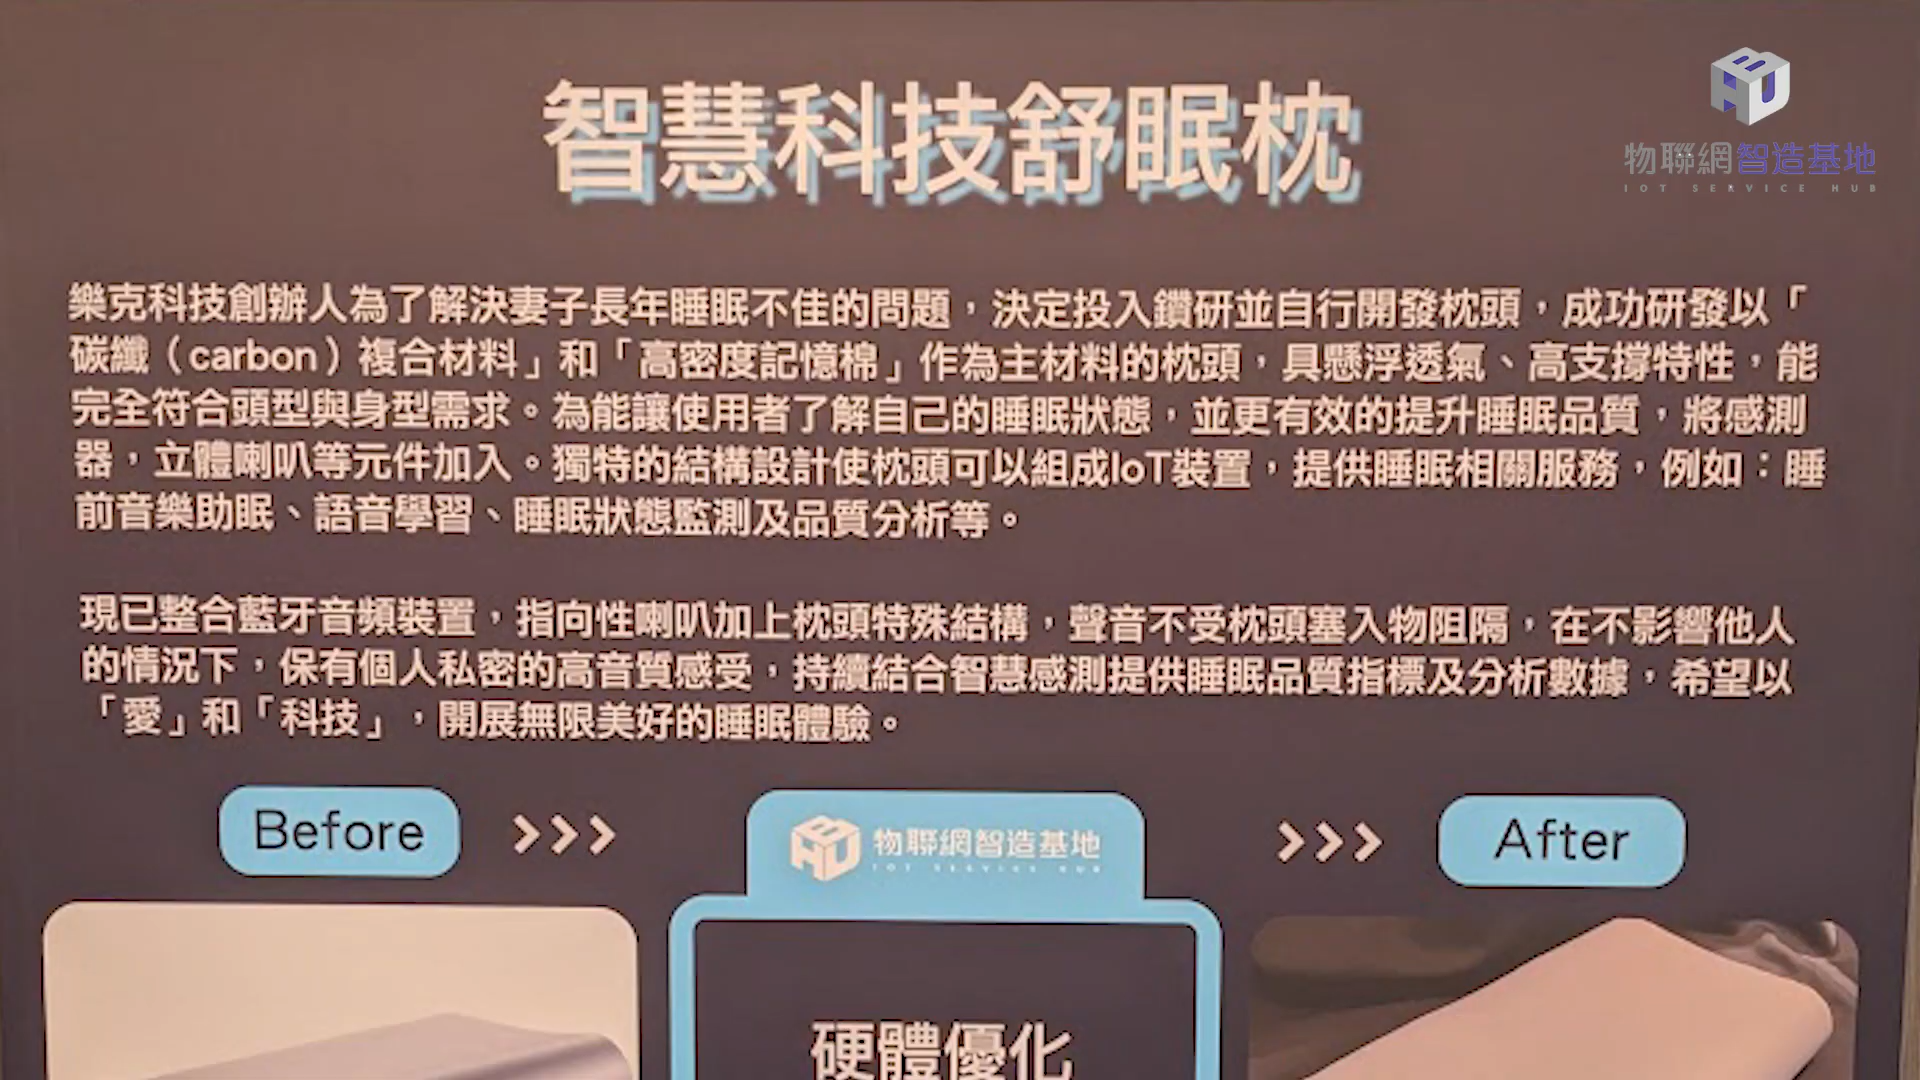 物聯網智造基地
IOT SERVICE HUB
智慧科技舒眠枕
樂克科技創辦人為了解決妻子長年睡眠不佳的問題，決定投入鑽研並自行開發枕頭，成功研發以「
碳纖（carbon）複合材料」和「高密度記憶棉」作為主材料的枕頭，具懸浮透氣、高支撐特性，能
完全符合頭型與身型需求。為能讓使用者了解自己的睡眠狀態，並更有效的提升睡眠品質，將感測
器，立體喇叭等元件加入。獨特的結構設計使枕頭可以組成IoT裝置，提供睡眠相關服務，例如：睡
前音樂助眠、語音學習、睡眠狀態監測及品質分析等。
現已整合藍牙音頻裝置，指向性喇叭加上枕頭特殊結構，聲音不受枕頭塞入物阻隔，在不影響他人
的情況下，保有個人私密的高音質感受，持續結合智慧感測提供睡眠品質指標及分析數據，希望以
「愛」和「科技」，開展無限美好的睡眠體驗。
Before >>> 物聯網智造基地 >>> After
IOT SERVICE HUB
硬體優化